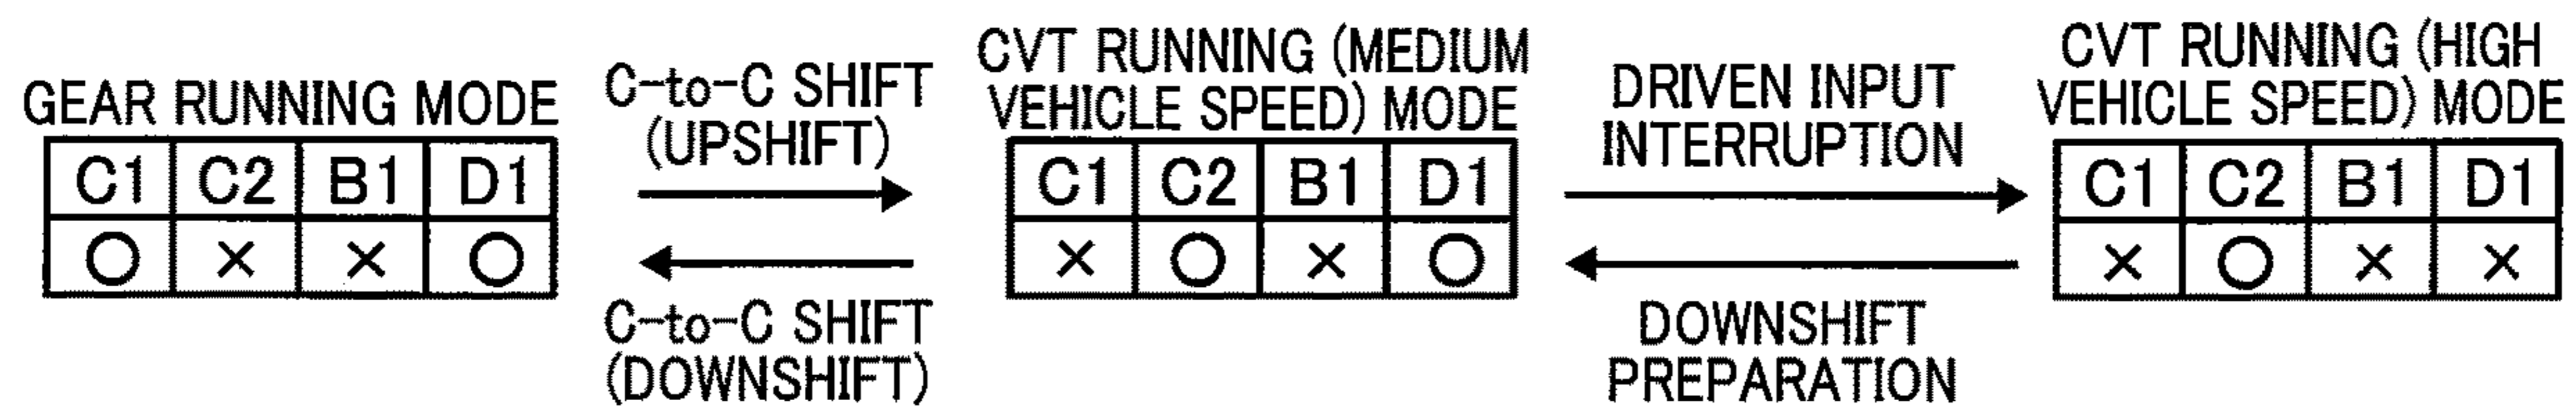 GEAR RUNNING MODE
C1 C2 B1 D1
○ × × ○
C-to-C SHIFT
(UPSHIFT)
C-to-C SHIFT
(DOWNSHIFT)
CVT RUNNING (MEDIUM
VEHICLE SPEED) MODE
C1 C2 B1 D1
× ○ × ○
DRIVEN INPUT
INTERRUPTION
DOWNSHIFT
PREPARATION
CVT RUNNING (HIGH
VEHICLE SPEED) MODE
C1 C2 B1 D1
× ○ × ×